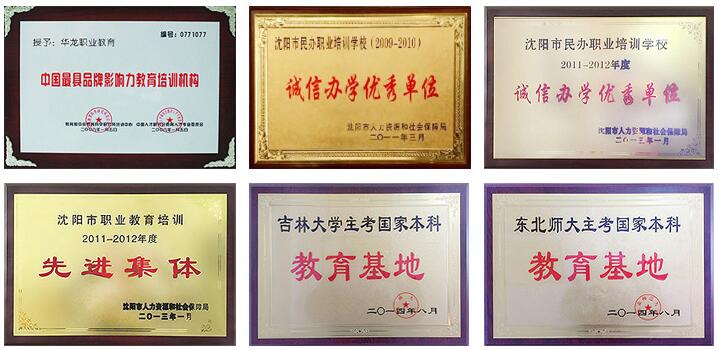 授予：华龙职业教育
编号：0771077
中国最具品牌影响力教育培训机构
沈阳市民办职业培训学校(2009-2010)
诚信办学优秀单位
沈阳市人力资源和社会保障局
二〇一一年三月
沈阳市民办职业培训学校
2011-2012年度
诚信办学优秀单位
沈阳市人力资源和社会保障局
二〇一三年一月
沈阳市职业教育培训
2011-2012年度
先进集体
沈阳市人力资源和社会保障局
二〇一三年一月
吉林大学主考国家本科
教育基地
二〇一四年八月
东北师大主考国家本科
教育基地
二〇一四年八月